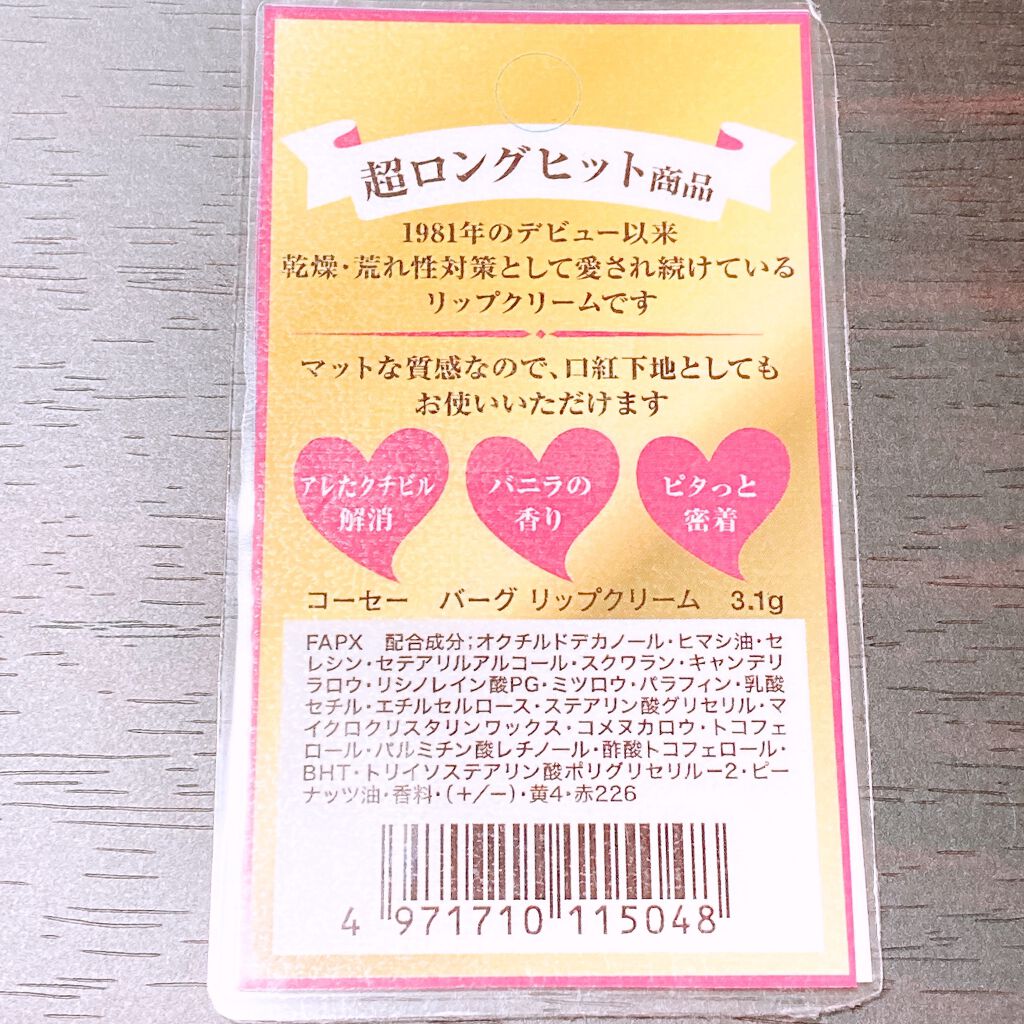 超ロングヒット商品
1981年のデビュー以来
乾燥・荒れ性対策として愛され続けている
リップクリームです
マットな質感なので、口紅下地としても
お使いいただけます
アレたクチビル
解消
バニラの
香り
ピタっと
密着
コーセー　バーグ リップクリーム　3.1g
FAPX　配合成分;オクチルドデカノール・ヒマシ油・セ
レシン・セテアリルアルコール・スクワラン・キャンデリ
ラロウ・リシノレイン酸PG・ミツロウ・パラフィン・乳酸
セチル・エチルセルロース・ステアリン酸グリセリル・マ
イクロクリスタリンワックス・コメヌカロウ・トコフェ
ロール・パルミチン酸レチノール・酢酸トコフェロール・
BHT・トリイソステアリン酸ポリグリセリル－2・ピー
ナッツ油・香料・(＋/－)・黄4・赤226
4 971710 115048